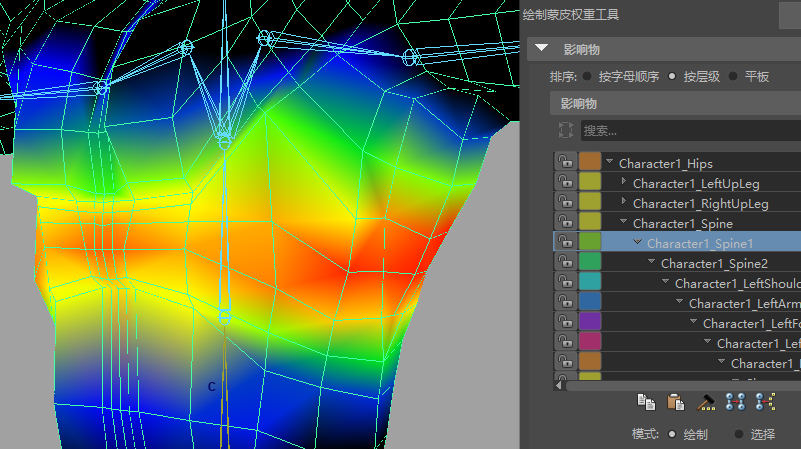 绘制蒙皮权重工具
影响物
排序: 按字母顺序 按层级 平板
影响物
搜索...
Character1_Hips
Character1_LeftUpLeg
Character1_RightUpLeg
Character1_Spine
Character1_Spine1
Character1_Spine2
Character1_LeftShoul
Character1_LeftArm
Character1_LeftFo
Character1_Lef
Character1_
C
模式: 绘制 选择